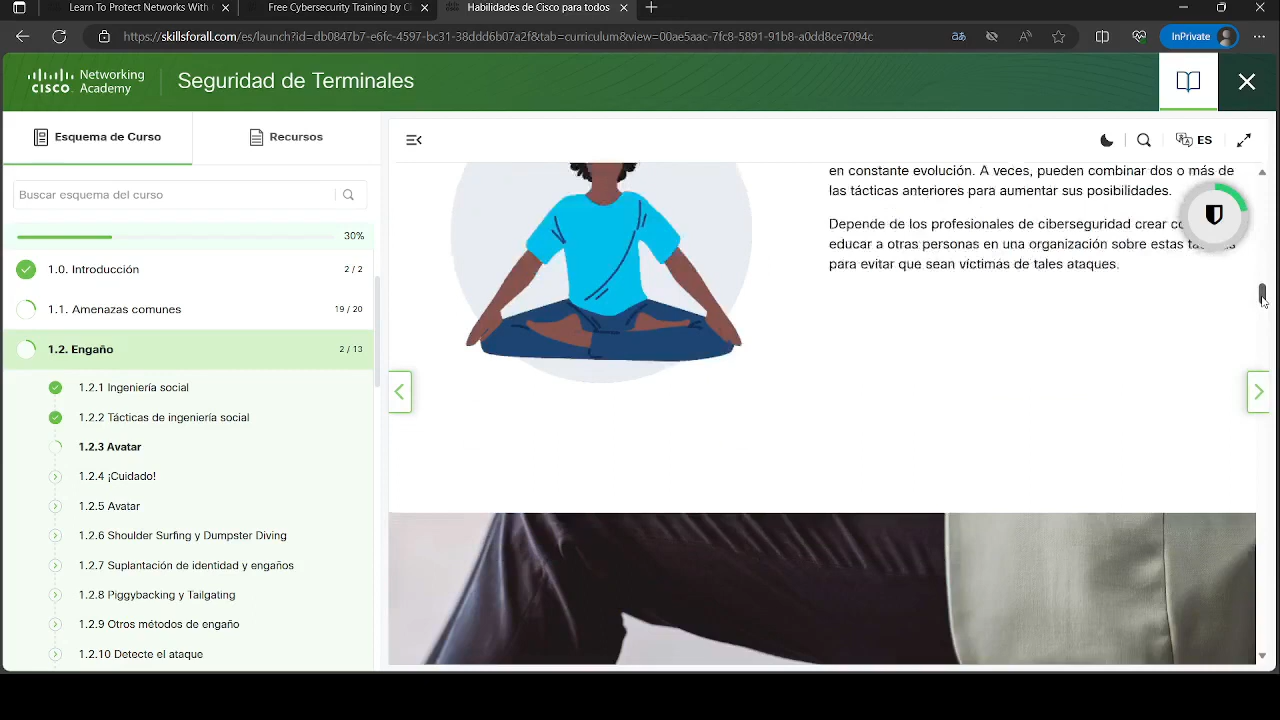 Learn To Protect Networks With
Free Cybersecurity Training by Ci
Habilidades de Cisco para todos
https://skillsforall.com/es/launch?id=db0847b7-e6fc-4597-bc31-38ddd6b07a2f&tab=curriculum&view=00ae5aac-7fc8-5891-91b8-a0dd8ce7094c
InPrivate
Networking
CISCO Academy
Seguridad de Terminales
Esquema de Curso
Recursos
ES
Buscar esquema del curso
30%
1.0. Introducción 2 / 2
1.1. Amenazas comunes 19 / 20
1.2. Engaño 2 / 13
1.2.1 Ingeniería social
1.2.2 Tácticas de ingeniería social
1.2.3 Avatar
1.2.4 ¡Cuidado!
1.2.5 Avatar
1.2.6 Shoulder Surfing y Dumpster Diving
1.2.7 Suplantación de identidad y engaños
1.2.8 Piggybacking y Tailgating
1.2.9 Otros métodos de engaño
1.2.10 Detecte el ataque
en constante evolución. A veces, pueden combinar dos o más de
las tácticas anteriores para aumentar sus posibilidades.
Depende de los profesionales de ciberseguridad crear
educar a otras personas en una organización sobre estas
para evitar que sean víctimas de tales ataques.